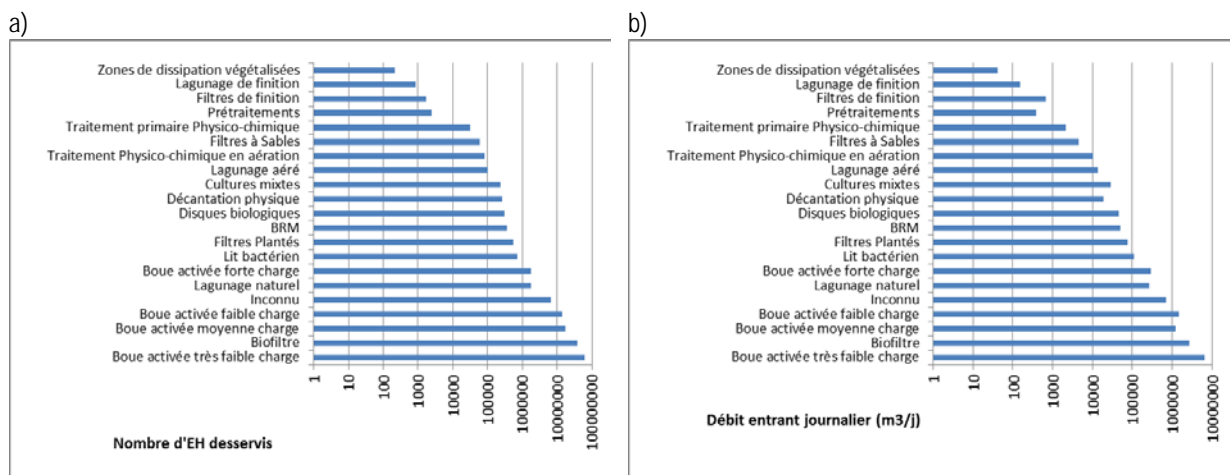 a)
Zones de dissipation végétalisées
Lagunage de finition
Filtres de finition
Prétraitements
Traitement primaire Physico-chimique
Filtres à Sables
Traitement Physico-chimique en aération
Lagunage aéré
Cultures mixtes
Décantation physique
Disques biologiques
BRM
Filtres Plantés
Lit bactérien
Boue activée forte charge
Lagunage naturel
Inconnu
Boue activée faible charge
Boue activée moyenne charge
Biofiltre
Boue activée très faible charge
1
10
100
1000
10000
100000
1000000
10000000
100000000
Nombre d'EH desservis
b)
Zones de dissipation végétalisées
Lagunage de finition
Filtres de finition
Prétraitements
Traitement primaire Physico-chimique
Filtres à Sables
Traitement Physico-chimique en aération
Lagunage aéré
Cultures mixtes
Décantation physique
Disques biologiques
BRM
Filtres Plantés
Lit bactérien
Boue activée forte charge
Lagunage naturel
Inconnu
Boue activée faible charge
Boue activée moyenne charge
Biofiltre
Boue activée très faible charge
1
10
100
1000
10000
100000
1000000
10000000
Débit entrant journalier (m3/j)